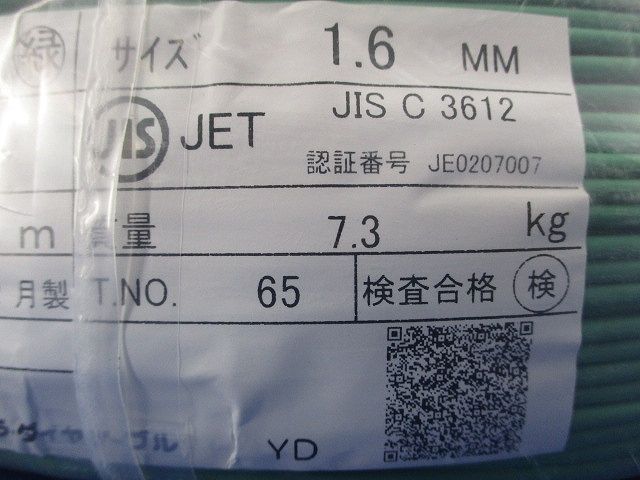 緑 サイズ 1.6 MM
JIS JET JIS C 3612
認証番号 JE0207007
m 重量 7.3 kg
月製 T.NO. 65 検査合格 検
YD